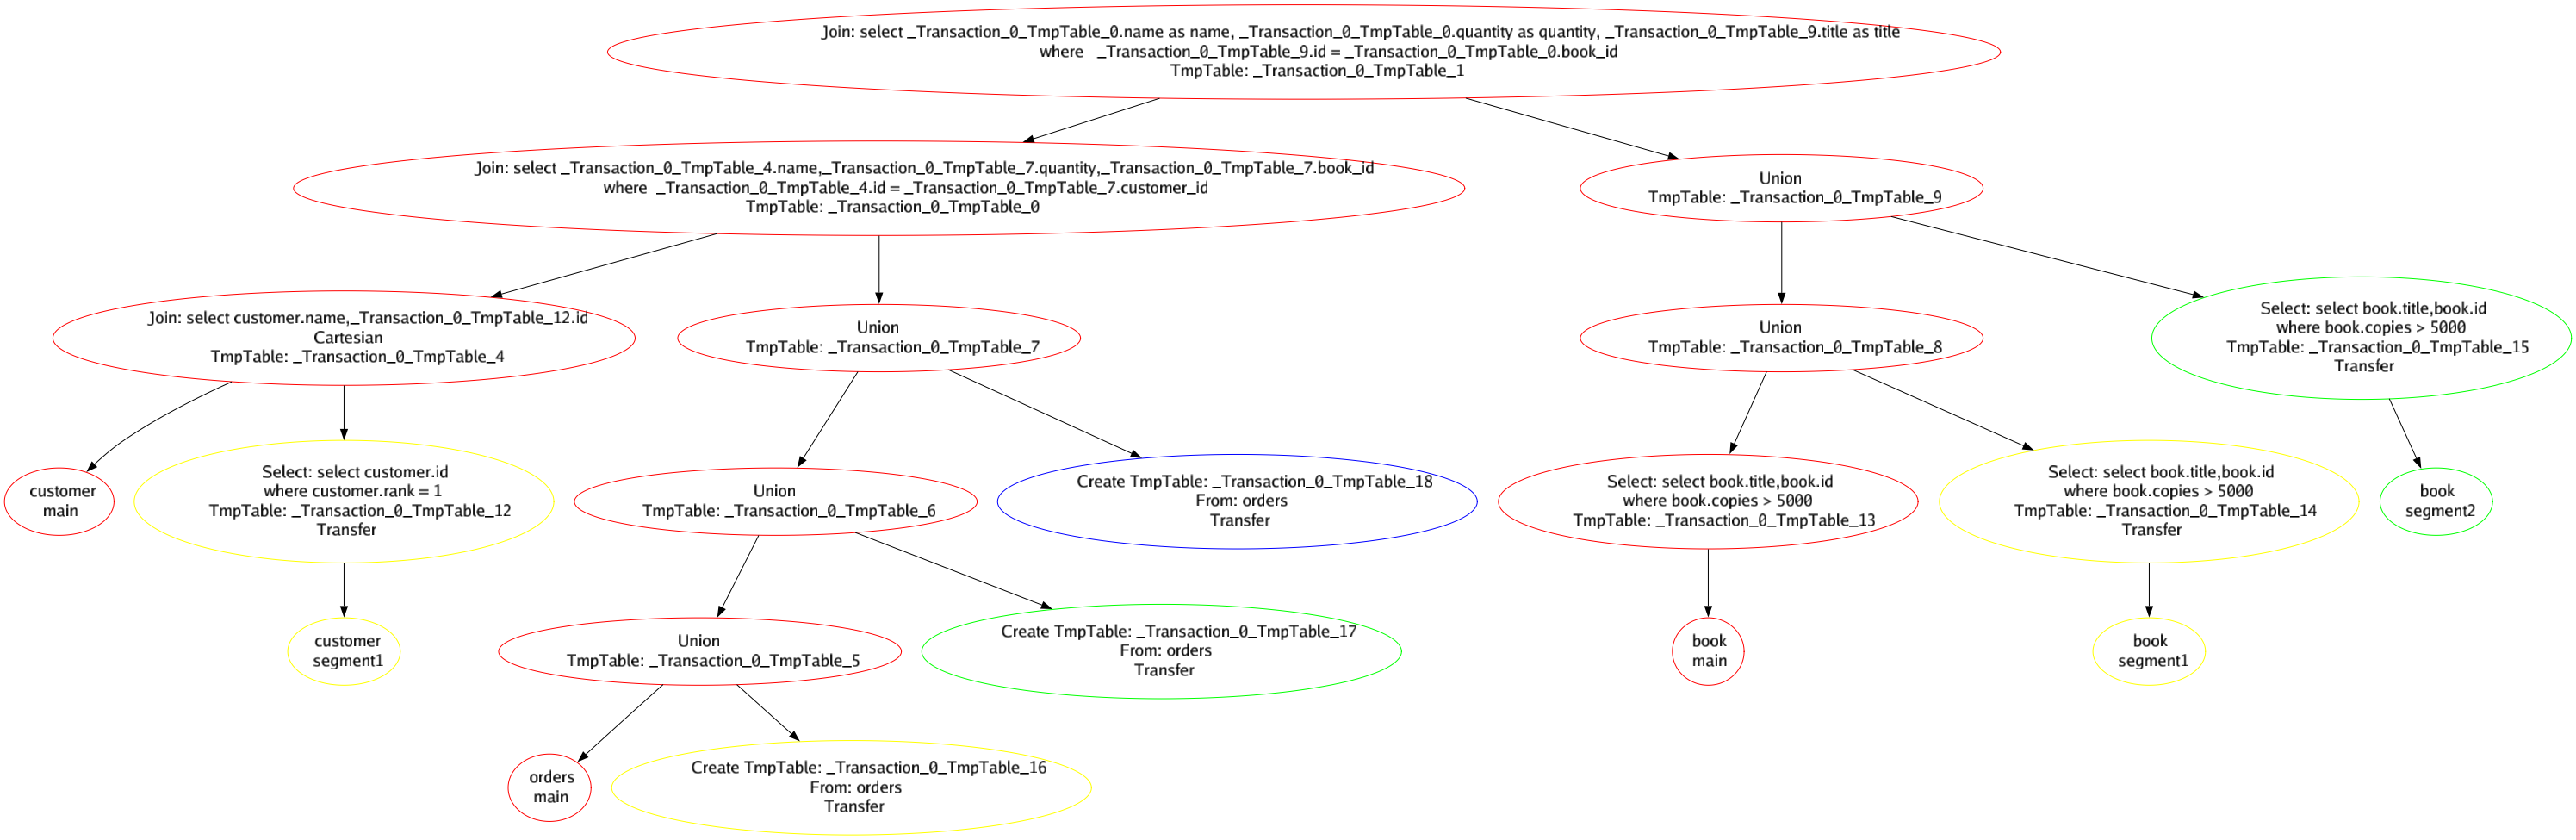 Join: select _Transaction_0_TmpTable_0.name as name, _Transaction_0_TmpTable_0.quantity as quantity, _Transaction_0_TmpTable_9.title as title
where _Transaction_0_TmpTable_9.id = _Transaction_0_TmpTable_0.book_id
TmpTable: _Transaction_0_TmpTable_1
Join: select _Transaction_0_TmpTable_4.name,_Transaction_0_TmpTable_7.quantity,_Transaction_0_TmpTable_7.book_id
where _Transaction_0_TmpTable_4.id = _Transaction_0_TmpTable_7.customer_id
TmpTable: _Transaction_0_TmpTable_0
Union
TmpTable: _Transaction_0_TmpTable_9
Join: select customer.name,_Transaction_0_TmpTable_12.id
Cartesian
TmpTable: _Transaction_0_TmpTable_4
Union
TmpTable: _Transaction_0_TmpTable_7
Union
TmpTable: _Transaction_0_TmpTable_8
Select: select book.title,book.id
where book.copies > 5000
TmpTable: _Transaction_0_TmpTable_15
Transfer
customer
main
Select: select customer.id
where customer.rank = 1
TmpTable: _Transaction_0_TmpTable_12
Transfer
Union
TmpTable: _Transaction_0_TmpTable_6
Create TmpTable: _Transaction_0_TmpTable_18
From: orders
Transfer
Select: select book.title,book.id
where book.copies > 5000
TmpTable: _Transaction_0_TmpTable_13
Select: select book.title,book.id
where book.copies > 5000
TmpTable: _Transaction_0_TmpTable_14
Transfer
book
segment2
customer
segment1
Union
TmpTable: _Transaction_0_TmpTable_5
Create TmpTable: _Transaction_0_TmpTable_17
From: orders
Transfer
book
main
book
segment1
orders
main
Create TmpTable: _Transaction_0_TmpTable_16
From: orders
Transfer